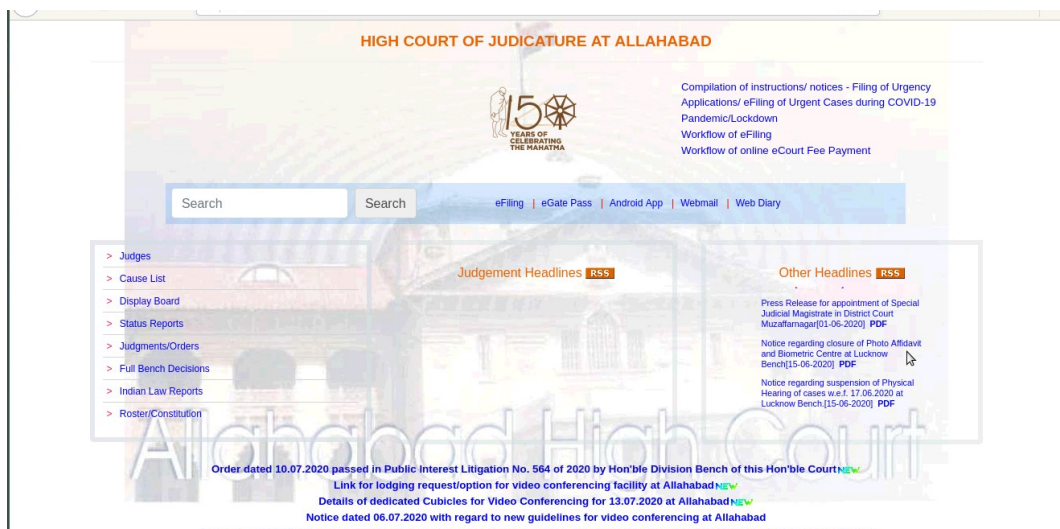 HIGH COURT OF JUDICATURE AT ALLAHABAD
150
YEARS OF
CELEBRATING
THE MAHATMA
Compilation of instructions/ notices - Filing of Urgency
Applications/ eFiling of Urgent Cases during COVID-19
Pandemic/Lockdown
Workflow of eFiling
Workflow of online eCourt Fee Payment
Search
Search
eFiling | eGate Pass | Android App | Webmail | Web Diary
> Judges
> Cause List
> Display Board
> Status Reports
> Judgments/Orders
> Full Bench Decisions
> Indian Law Reports
> Roster/Constitution
Judgement Headlines RSS
Other Headlines RSS
Press Release for appointment of Special
Judicial Magistrate in District Court
Muzaffarnagar[01-06-2020] PDF
Notice regarding closure of Photo Affidavit
and Biometric Centre at Lucknow
Bench[15-06-2020] PDF
Notice regarding suspension of Physical
Hearing of cases w.e.f. 17.06.2020 at
Lucknow Bench.[15-06-2020] PDF
Allahabad High Court
Order dated 10.07.2020 passed in Public Interest Litigation No. 564 of 2020 by Hon'ble Division Bench of this Hon'ble Court NEW
Link for lodging request/option for video conferencing facility at Allahabad NEW
Details of dedicated Cubicles for Video Conferencing for 13.07.2020 at Allahabad NEW
Notice dated 06.07.2020 with regard to new guidelines for video conferencing at Allahabad